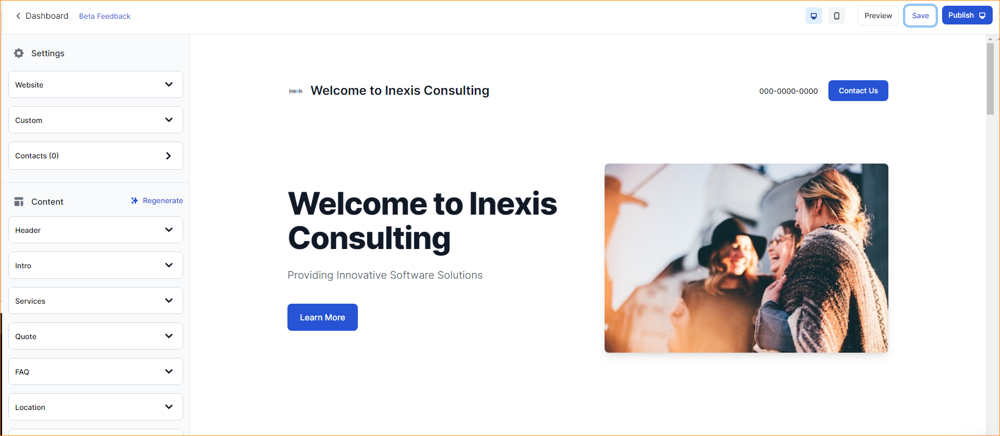 Dashboard
Beta Feedback
Preview
Save
Publish
Settings
Website
Custom
Contacts (0)
Content
Regenerate
Header
Intro
Services
Quote
FAQ
Location
inexis
Welcome to Inexis Consulting
000-0000-0000
Contact Us
Welcome to Inexis
Consulting
Providing Innovative Software Solutions
Learn More